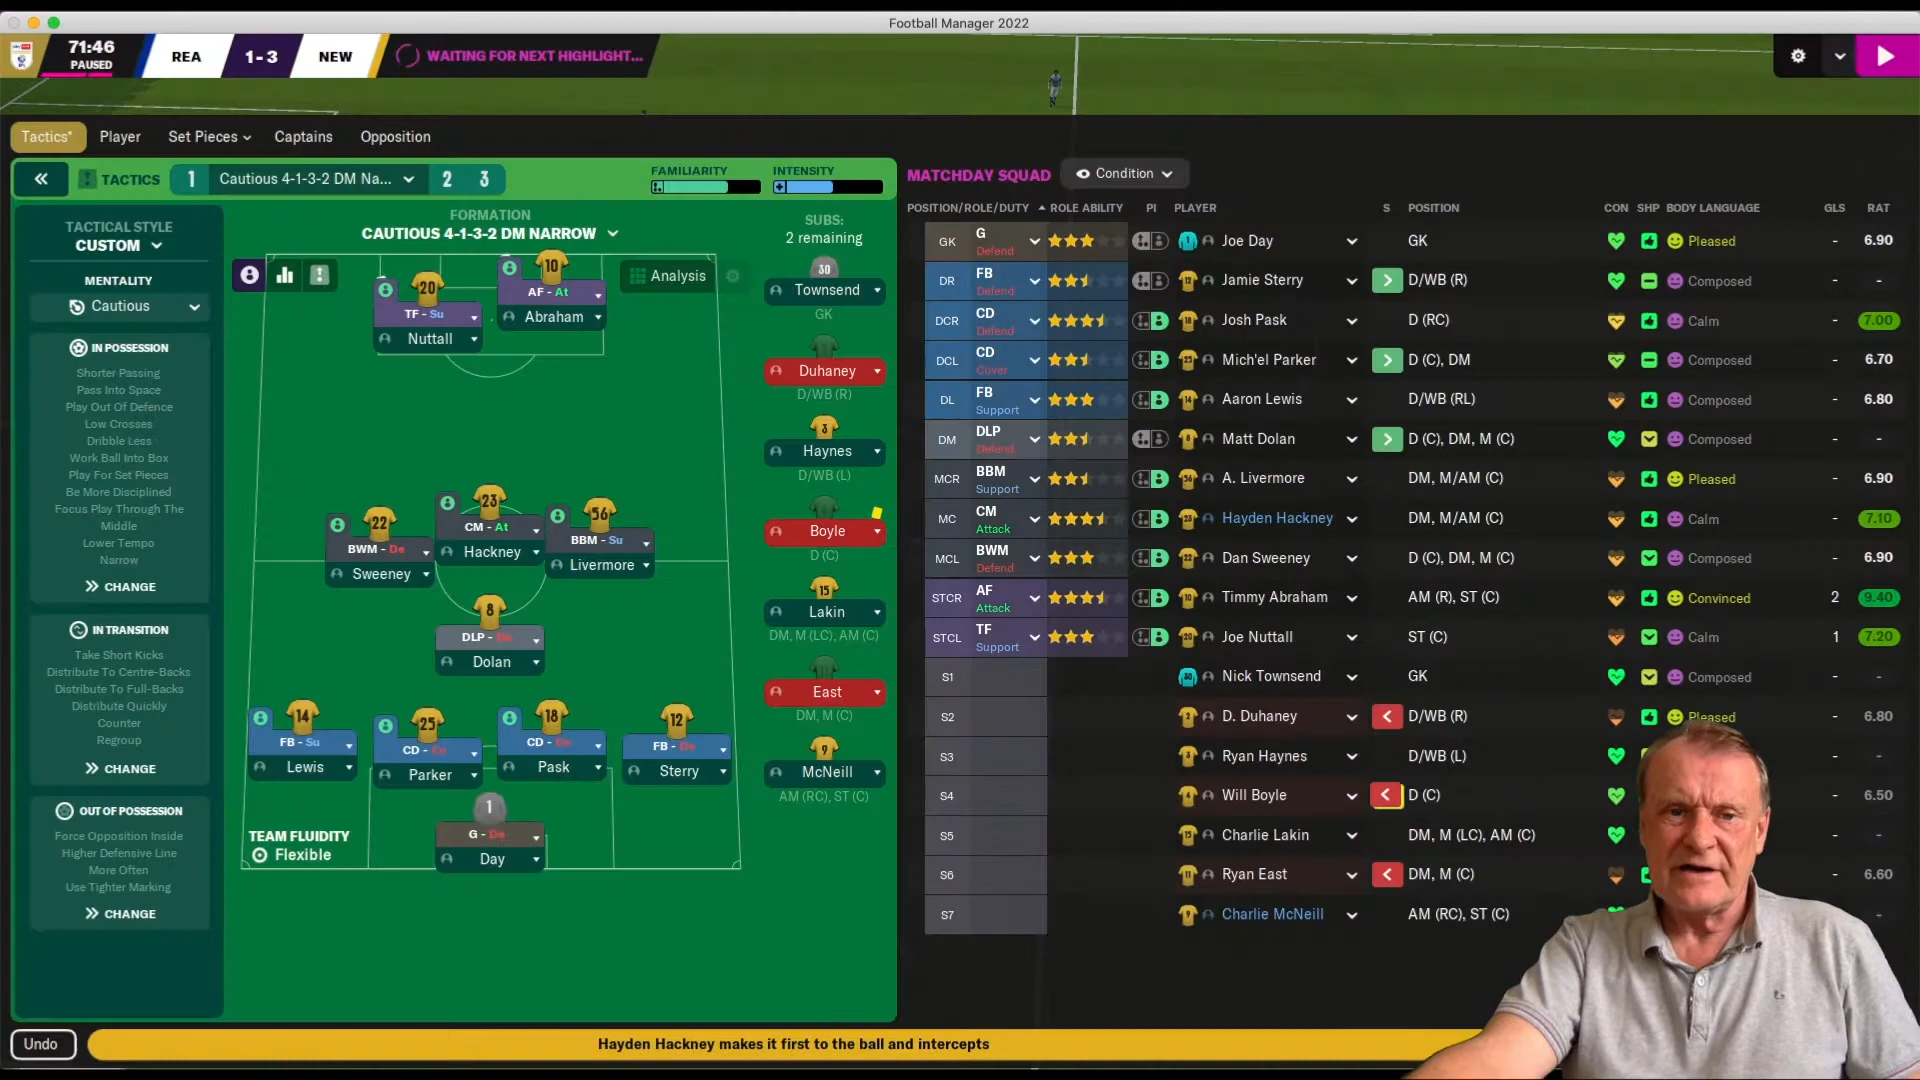 Football Manager 2022
71:46
PAUSED
REA
1 - 3
NEW
WAITING FOR NEXT HIGHLIGHT...
Tactics*
Player
Set Pieces
Captains
Opposition
TACTICS
1
Cautious 4-1-3-2 DM Na...
2
3
FAMILIARITY
INTENSITY
TACTICAL STYLE
CUSTOM
MENTALITY
Cautious
IN POSSESSION
Shorter Passing
Pass Into Space
Play Out Of Defence
Low Crosses
Dribble Less
Work Ball Into Box
Play For Set Pieces
Be More Disciplined
Focus Play Through The
Middle
Lower Tempo
Narrow
CHANGE
IN TRANSITION
Take Short Kicks
Distribute To Centre-Backs
Distribute To Full-Backs
Distribute Quickly
Counter
Regroup
CHANGE
OUT OF POSSESSION
Force Opposition Inside
Higher Defensive Line
More Often
Use Tighter Marking
CHANGE
FORMATION
CAUTIOUS 4-1-3-2 DM NARROW
Analysis
20
TF - Su
Nuttall
10
AF - At
Abraham
22
BWM - De
Sweeney
23
CM - At
Hackney
56
BBM - Su
Livermore
8
DLP - De
Dolan
14
FB - Su
Lewis
25
CD - Co
Parker
18
CD - De
Pask
12
FB - De
Sterry
1
G - De
Day
TEAM FLUIDITY
Flexible
SUBS:
2 remaining
30
Townsend
GK
Duhaney
D/WB (R)
3
Haynes
D/WB (L)
Boyle
D (C)
15
Lakin
DM, M (LC), AM (C)
East
DM, M (C)
9
McNeill
AM (RC), ST (C)
MATCHDAY SQUAD
Condition
POSITION/ROLE/DUTY ROLE ABILITY PI PLAYER S POSITION CON SHP BODY LANGUAGE GLS RAT
GK G Defend 1 Joe Day GK Pleased - 6.90
DR FB Defend 12 Jamie Sterry D/WB (R) Composed - -
DCR CD Defend 18 Josh Pask D (RC) Calm - 7.00
DCL CD Cover 25 Mich'el Parker D (C), DM Composed - 6.70
DL FB Support 14 Aaron Lewis D/WB (RL) Composed - 6.80
DM DLP Defend 8 Matt Dolan D (C), DM, M (C) Composed - -
MCR BBM Support 56 A. Livermore DM, M/AM (C) Pleased - 6.90
MC CM Attack 23 Hayden Hackney DM, M/AM (C) Calm - 7.10
MCL BWM Defend 22 Dan Sweeney D (C), DM, M (C) Composed - 6.90
STCR AF Attack 10 Timmy Abraham AM (R), ST (C) Convinced 2 9.40
STCL TF Support 20 Joe Nuttall ST (C) Calm 1 7.20
S1 30 Nick Townsend GK Composed - -
S2 2 D. Duhaney D/WB (R) Pleased - 6.80
S3 3 Ryan Haynes D/WB (L) - -
S4 Will Boyle D (C) - 6.50
S5 15 Charlie Lakin DM, M (LC), AM (C) - -
S6 11 Ryan East DM, M (C) - 6.60
S7 9 Charlie McNeill AM (RC), ST (C) -
Undo
Hayden Hackney makes it first to the ball and intercepts